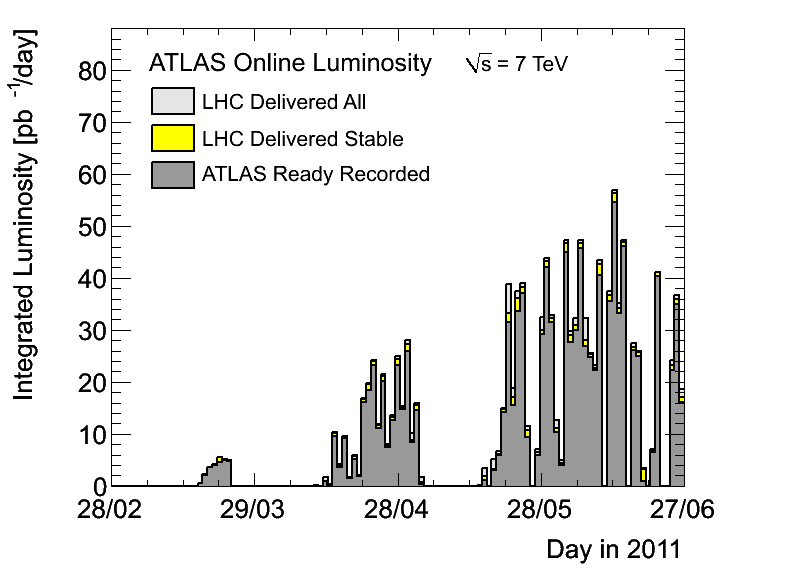 ATLAS Online Luminosity √s = 7 TeV
LHC Delivered All
LHC Delivered Stable
ATLAS Ready Recorded
Integrated Luminosity [pb ⁻¹/day]
80
70
60
50
40
30
20
10
0
28/02 29/03 28/04 28/05 27/06
Day in 2011